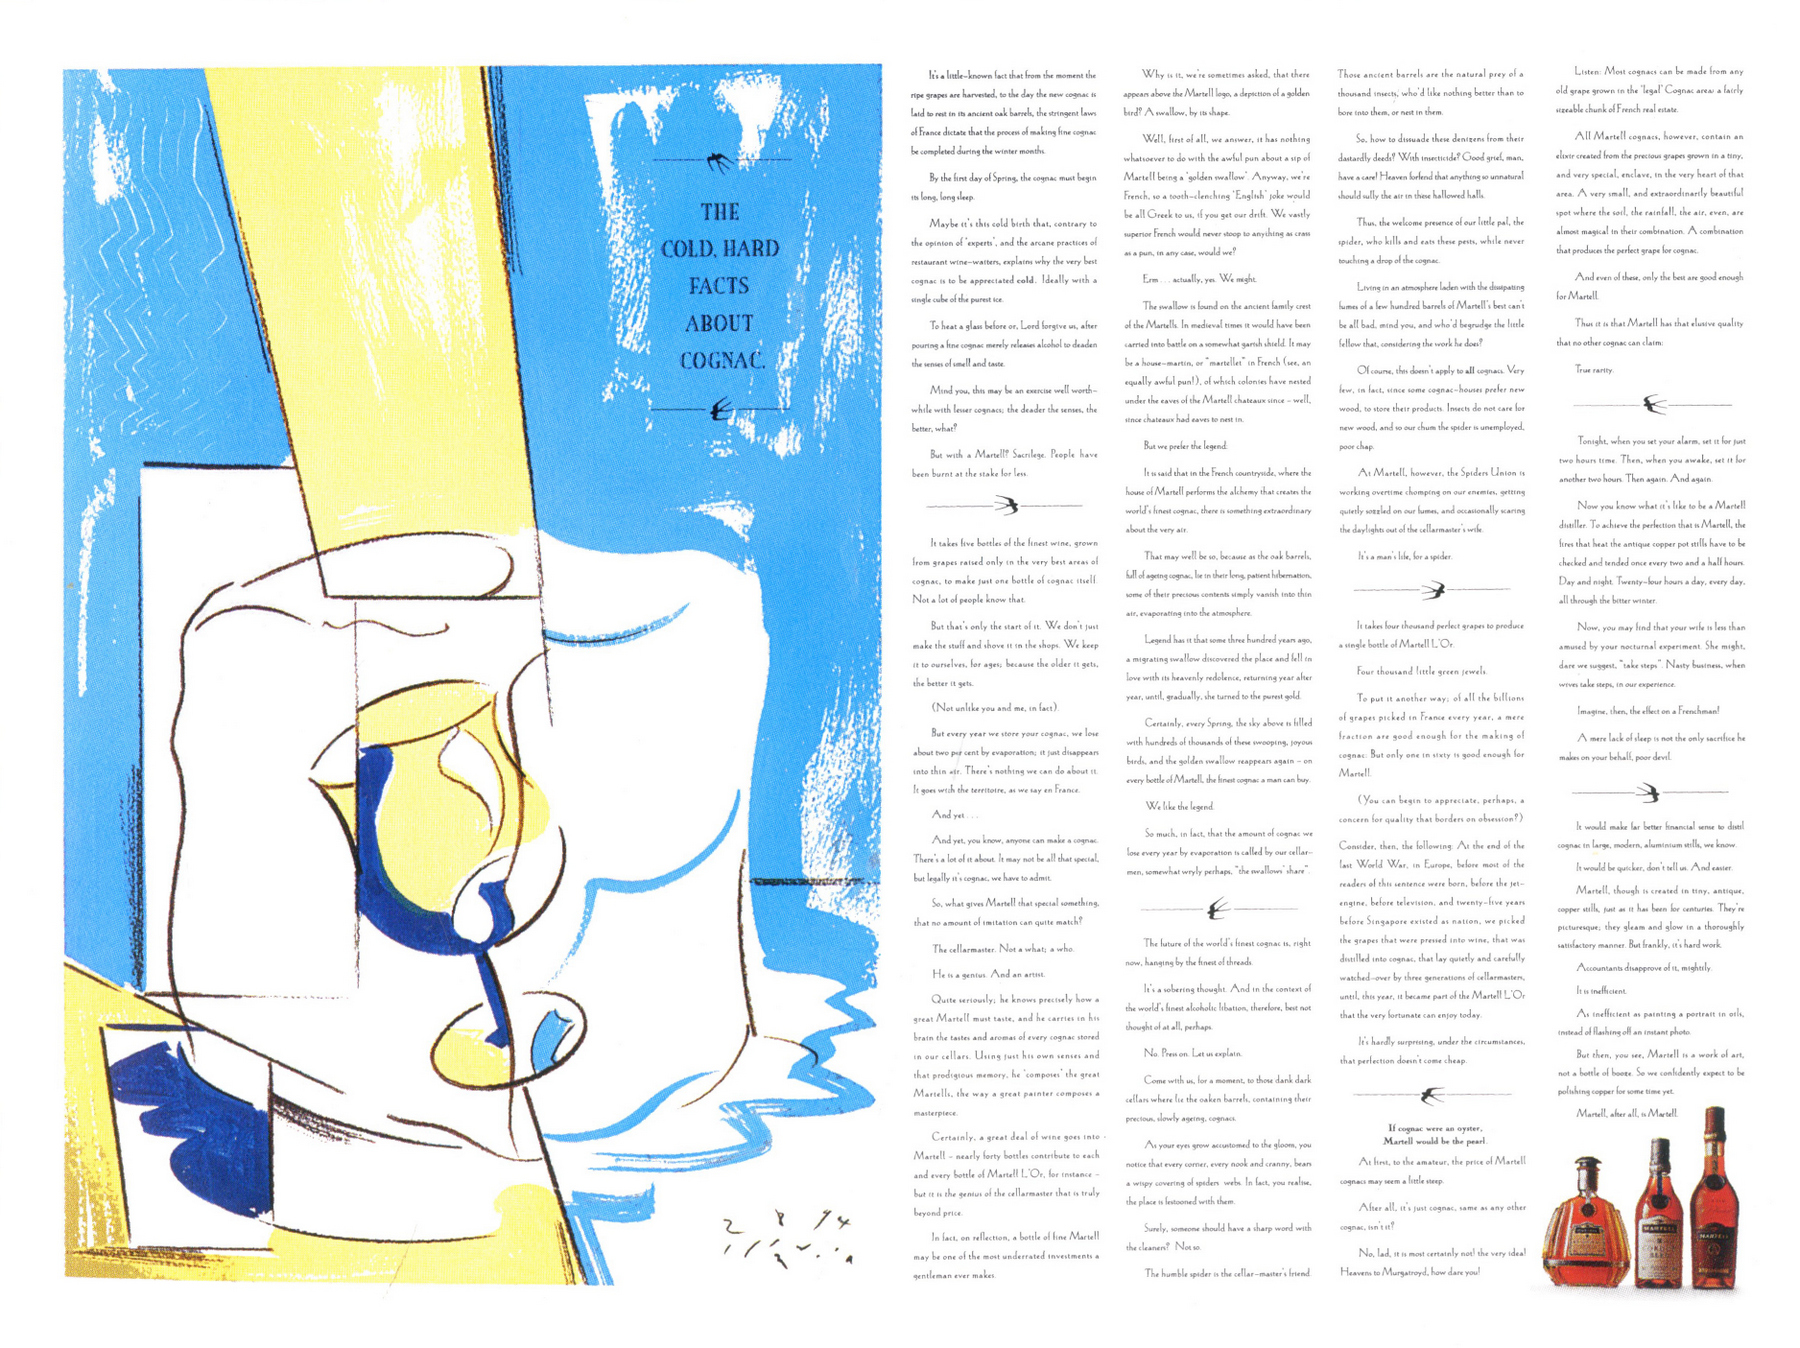 THE
COLD, HARD
FACTS
ABOUT
COGNAC.
2 8 94
It's a little-known fact that from the moment the
ripe grapes are harvested, to the day the new cognac is
laid to rest in its ancient oak barrels, the stringent laws
of France dictate that the process of making fine cognac
be completed during the winter months.
By the first day of Spring, the cognac must begin
its long, long sleep.
Maybe it's this cold birth that, contrary to
the opinion of 'experts', and the arcane practices of
restaurant wine-waiters, explains why the very best
cognac is to be appreciated cold. Ideally with a
single cube of the purest ice.
To heat a glass before or, Lord forgive us, after
pouring a fine cognac merely releases alcohol to deaden
the senses of smell and taste.
Mind you, this may be an exercise well worth-
while with lesser cognacs; the deader the senses, the
better, what?
But with a Martell? Sacrilege. People have
been burnt at the stake for less.
It takes five bottles of the finest wine, grown
from grapes raised only in the very best areas of
cognac, to make just one bottle of cognac itself.
Not a lot of people know that.
But that's only the start of it. We don't just
make the stuff and shove it in the shops. We keep
it to ourselves, for ages; because the older it gets,
the better it gets.
(Not unlike you and me, in fact).
But every year we store your cognac, we lose
about two per cent by evaporation; it just disappears
into thin air. There's nothing we can do about it.
It goes with the territoire, as we say en France.
And yet . . .
And yet, you know, anyone can make a cognac.
There's a lot of it about. It may not be all that special,
but legally it's cognac, we have to admit.
So, what gives Martell that special something,
that no amount of imitation can quite match?
The cellarmaster. Not a what; a who.
He is a genius. And an artist.
Quite seriously; he knows precisely how a
great Martell must taste, and he carries in his
brain the tastes and aromas of every cognac stored
in our cellars. Using just his own senses and
that prodigious memory, he 'composes' the great
Martells, the way a great painter composes a
masterpiece.
Certainly, a great deal of wine goes into
Martell – nearly forty bottles contribute to each
and every bottle of Martell L'Or, for instance –
but it is the genius of the cellarmaster that is truly
beyond price.
In fact, on reflection, a bottle of fine Martell
may be one of the most underrated investments a
gentleman ever makes.
Why is it, we're sometimes asked, that there
appears above the Martell logo, a depiction of a golden
bird? A swallow, by its shape.
Well, first of all, we answer, it has nothing
whatsoever to do with the awful pun about a sip of
Martell being a 'golden swallow'. Anyway, we're
French, so a tooth-clenching 'English' joke would
be all Greek to us, if you get our drift. We vastly
superior French would never stoop to anything as crass
as a pun, in any case, would we?
Erm . . . actually, yes. We might.
The swallow is found on the ancient family crest
of the Martells. In medieval times it would have been
carried into battle on a somewhat garish shield. It may
be a house-martin, or "martellet" in French (see, an
equally awful pun!), of which colonies have nested
under the eaves of the Martell chateaux since – well,
since chateaux had eaves to nest in.
But we prefer the legend.
It is said that in the French countryside, where the
house of Martell performs the alchemy that creates the
world's finest cognac, there is something extraordinary
about the very air.
That may well be so, because as the oak barrels,
full of ageing cognac, lie in their long, patient hibernation,
some of their precious contents simply vanish into thin
air, evaporating into the atmosphere.
Legend has it that some three hundred years ago,
a migrating swallow discovered the place and fell in
love with its heavenly redolence, returning year after
year, until, gradually, she turned to the purest gold.
Certainly, every Spring, the sky above is filled
with hundreds of thousands of these swooping, joyous
birds, and the golden swallow reappears again – on
every bottle of Martell, the finest cognac a man can buy.
We like the legend.
So much, in fact, that the amount of cognac we
lose every year by evaporation is called by our cellar-
men, somewhat wryly perhaps, "the swallows' share".
The future of the world's finest cognac is, right
now, hanging by the finest of threads.
It's a sobering thought. And in the context of
the world's finest alcoholic libation, therefore, best not
thought of at all, perhaps.
No. Press on. Let us explain.
Come with us, for a moment, to those dank dark
cellars where lie the oaken barrels, containing their
precious, slowly ageing, cognacs.
As your eyes grow accustomed to the gloom, you
notice that every corner, every nook and cranny, bears
a wispy covering of spiders webs. In fact, you realise,
the place is festooned with them.
Surely, someone should have a sharp word with
the cleaners? Not so.
The humble spider is the cellar-master's friend.
Those ancient barrels are the natural prey of a
thousand insects, who'd like nothing better than to
bore into them, or nest in them.
So, how to dissuade these denizens from their
dastardly deeds? With insecticide? Good grief, man,
have a care! Heaven forfend that anything so unnatural
should sully the air in these hallowed halls.
Thus, the welcome presence of our little pal, the
spider, who kills and eats these pests, while never
touching a drop of the cognac.
Living in an atmosphere laden with the dissipating
fumes of a few hundred barrels of Martell's best can't
be all bad, mind you, and who'd begrudge the little
fellow that, considering the work he does?
Of course, this doesn't apply to all cognacs. Very
few, in fact, since some cognac-houses prefer new
wood, to store their products. Insects do not care for
new wood, and so our chum the spider is unemployed,
poor chap.
At Martell, however, the Spiders Union is
working overtime chomping on our enemies, getting
quietly sozzled on our fumes, and occasionally scaring
the daylights out of the cellarmaster's wife.
It's a man's life, for a spider.
It takes four thousand perfect grapes to produce
a single bottle of Martell L'Or.
Four thousand little green jewels.
To put it another way; of all the billions
of grapes picked in France every year, a mere
fraction are good enough for the making of
cognac. But only one in sixty is good enough for
Martell.
(You can begin to appreciate, perhaps, a
concern for quality that borders on obsession?)
Consider, then, the following: At the end of the
last World War, in Europe, before most of the
readers of this sentence were born, before the jet-
engine, before television, and twenty-five years
before Singapore existed as nation, we picked
the grapes that were pressed into wine, that was
distilled into cognac, that lay quietly and carefully
watched-over by three generations of cellarmasters,
until, this year, it became part of the Martell L'Or
that the very fortunate can enjoy today.
It's hardly surprising, under the circumstances,
that perfection doesn't come cheap.
If cognac were an oyster,
Martell would be the pearl.
At first, to the amateur, the price of Martell
cognacs may seem a little steep.
After all, it's just cognac, same as any other
cognac, isn't it?
No, lad, it is most certainly not! the very idea!
Heavens to Murgatroyd, how dare you!
Listen: Most cognacs can be made from any
old grape grown in the 'legal' Cognac area: a fairly
sizeable chunk of French real estate.
All Martell cognacs, however, contain an
elixir created from the precious grapes grown in a tiny,
and very special, enclave, in the very heart of that
area. A very small, and extraordinarily beautiful
spot where the soil, the rainfall, the air, even, are
almost magical in their combination. A combination
that produces the perfect grape for cognac.
And even of these, only the best are good enough
for Martell.
Thus it is that Martell has that elusive quality
that no other cognac can claim:
True rarity.
Tonight, when you set your alarm, set it for just
two hours time. Then, when you awake, set it for
another two hours. Then again. And again.
Now you know what it's like to be a Martell
distiller. To achieve the perfection that is Martell, the
fires that heat the antique copper pot stills have to be
checked and tended once every two and a half hours.
Day and night. Twenty-four hours a day, every day,
all through the bitter winter.
Now, you may find that your wife is less than
amused by your nocturnal experiment. She might,
dare we suggest, "take steps". Nasty business, when
wives take steps, in our experience.
Imagine, then, the effect on a Frenchman!
A mere lack of sleep is not the only sacrifice he
makes on your behalf, poor devil.
It would make far better financial sense to distil
cognac in large, modern, aluminium stills, we know.
It would be quicker, don't tell us. And easier.
Martell, though is created in tiny, antique,
copper stills, just as it has been for centuries. They're
picturesque; they gleam and glow in a thoroughly
satisfactory manner. But frankly, it's hard work.
Accountants disapprove of it, mightily.
It is inefficient.
As inefficient as painting a portrait in oils,
instead of flashing off an instant photo.
But then, you see, Martell is a work of art,
not a bottle of booze. So we confidently expect to be
polishing copper for some time yet.
Martell, after all, is Martell.
MARTELL
CORDON
BLEU
MARTELL